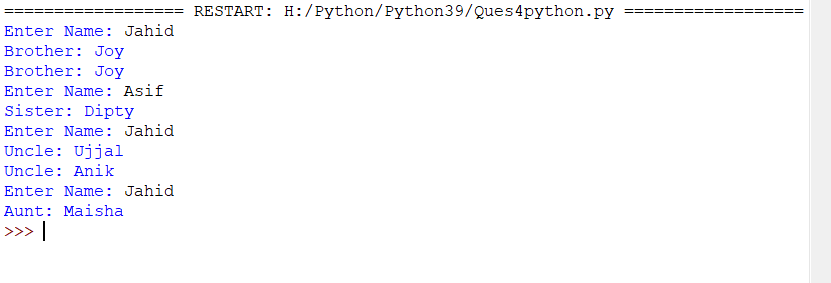 ================== RESTART: H:/Python/Python39/Ques4python.py ==================
Enter Name: Jahid
Brother: Joy
Brother: Joy
Enter Name: Asif
Sister: Dipty
Enter Name: Jahid
Uncle: Ujjal
Uncle: Anik
Enter Name: Jahid
Aunt: Maisha
>>>